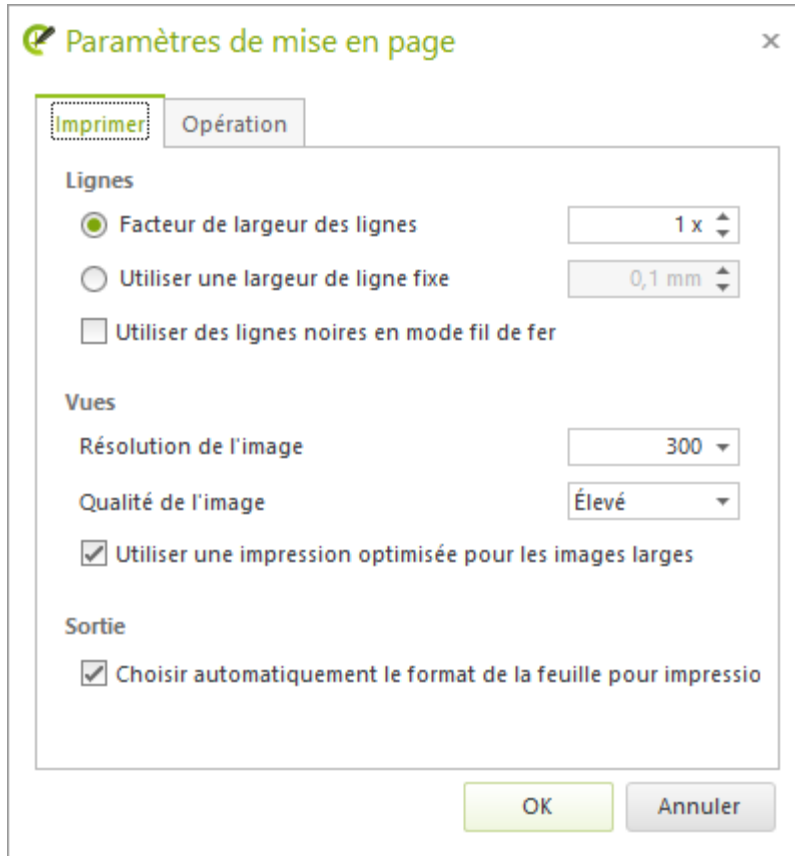 Paramètres de mise en page
Imprimer Opération
Lignes
Facteur de largeur des lignes 1 x
Utiliser une largeur de ligne fixe 0,1 mm
Utiliser des lignes noires en mode fil de fer
Vues
Résolution de l'image 300
Qualité de l'image Élevé
Utiliser une impression optimisée pour les images larges
Sortie
Choisir automatiquement le format de la feuille pour impressio
OK Annuler